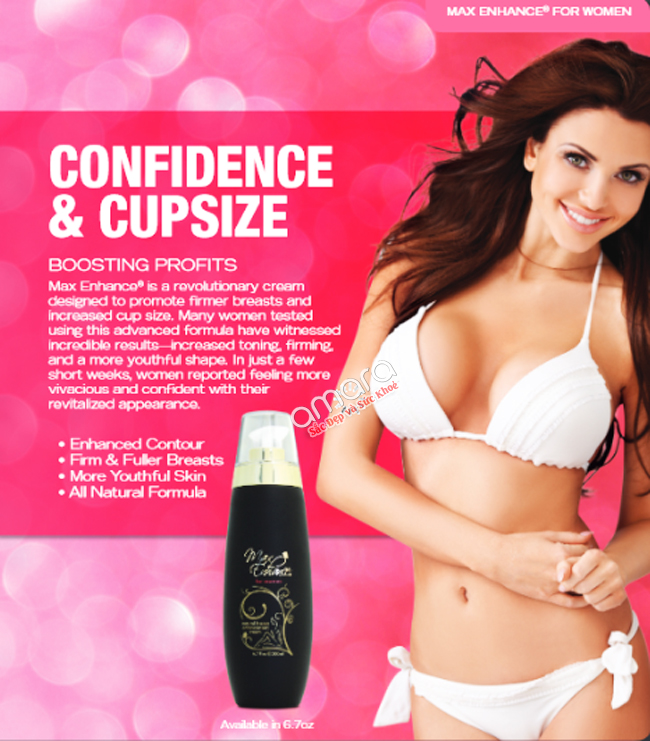 MAX ENHANCE® FOR WOMEN
CONFIDENCE
& CUPSIZE
BOOSTING PROFITS
Max Enhance® is a revolutionary cream
designed to promote firmer breasts and
increased cup size. Many women tested
using this advanced formula have witnessed
incredible results—increased toning, firming,
and a more youthful shape. In just a few
short weeks, women reported feeling more
vivacious and confident with their
revitalized appearance.
amara
Sắc Đẹp và Sức Khoẻ
• Enhanced Contour
• Firm & Fuller Breasts
• More Youthful Skin
• All Natural Formula
Max
Enhance
for women
Available in 6.7oz